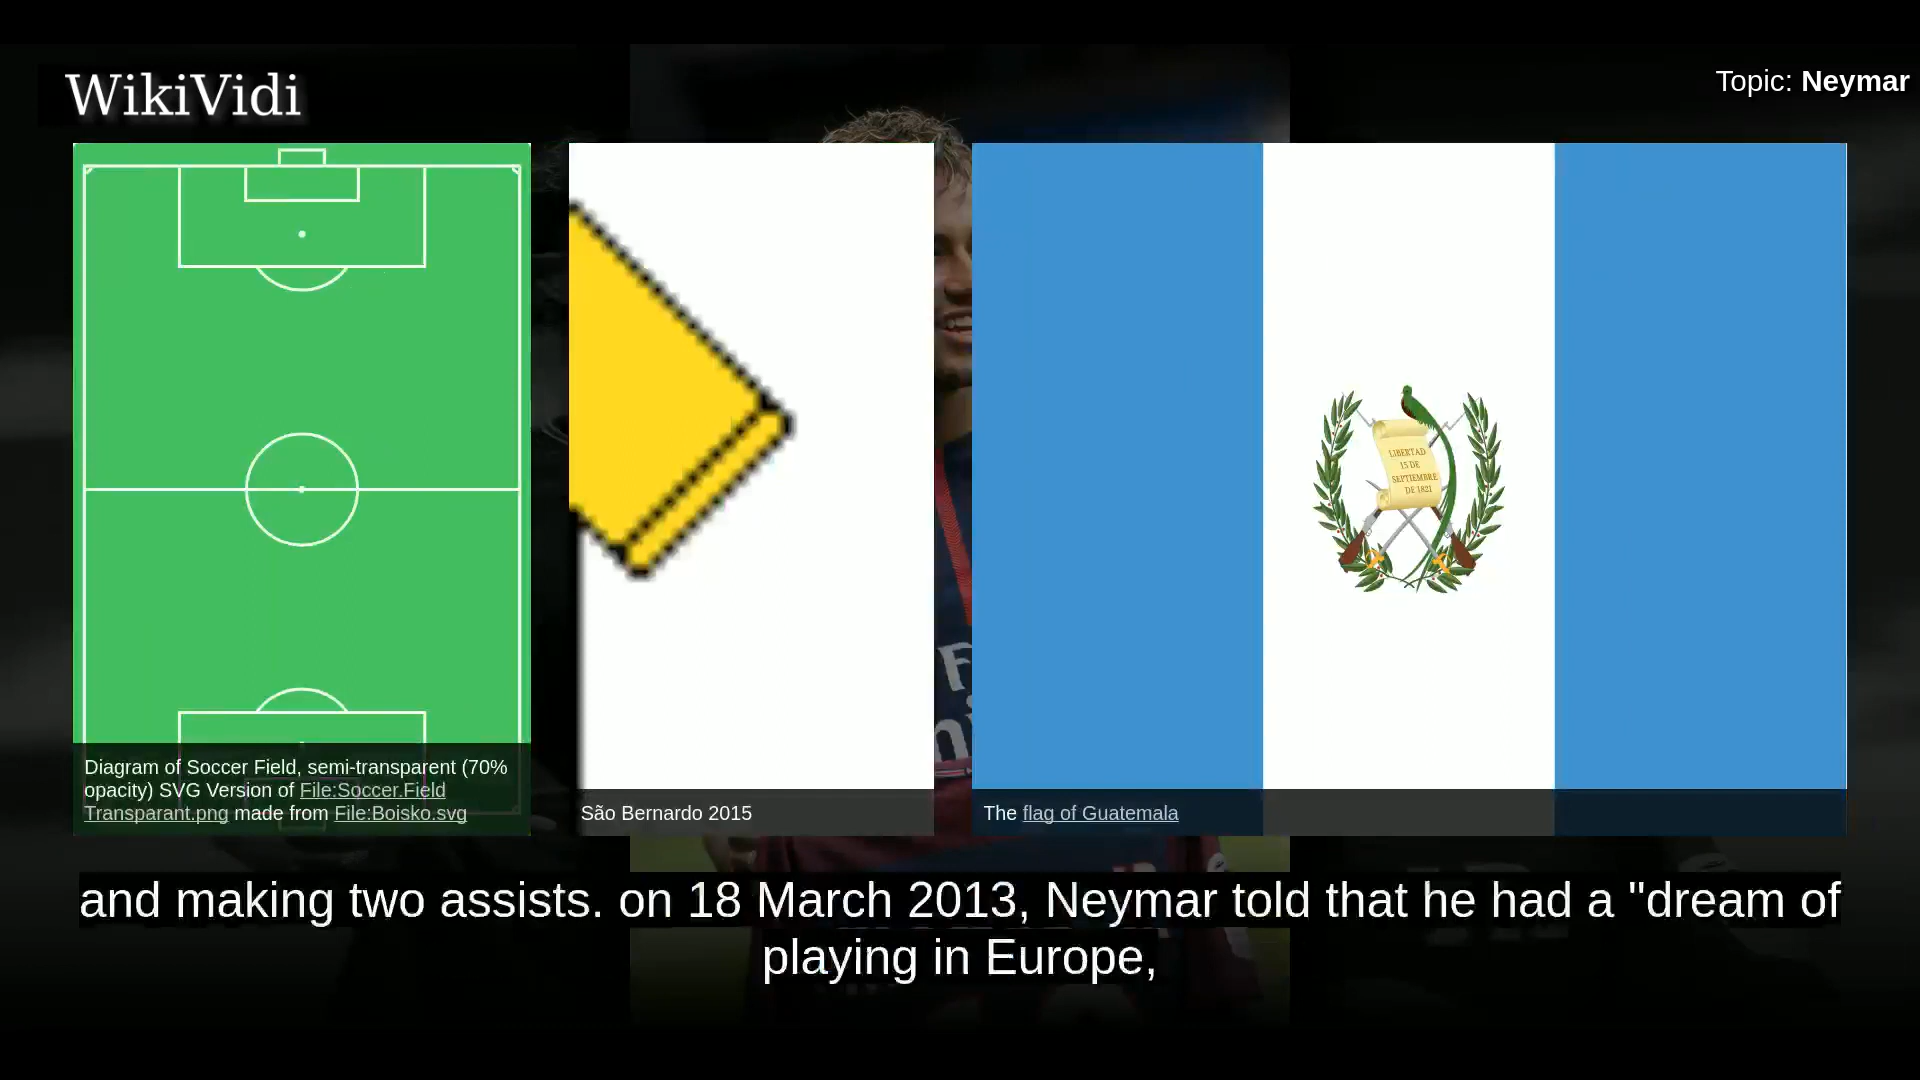 WikiVidi
Topic: Neymar
LIBERTAD
15 DE
SEPTIEMBRE
DE 1821
Diagram of Soccer Field, semi-transparent (70%
opacity) SVG Version of File:Soccer.Field
Transparant.png made from File:Boisko.svg
São Bernardo 2015
The flag of Guatemala
and making two assists. on 18 March 2013, Neymar told that he had a "dream of
playing in Europe,